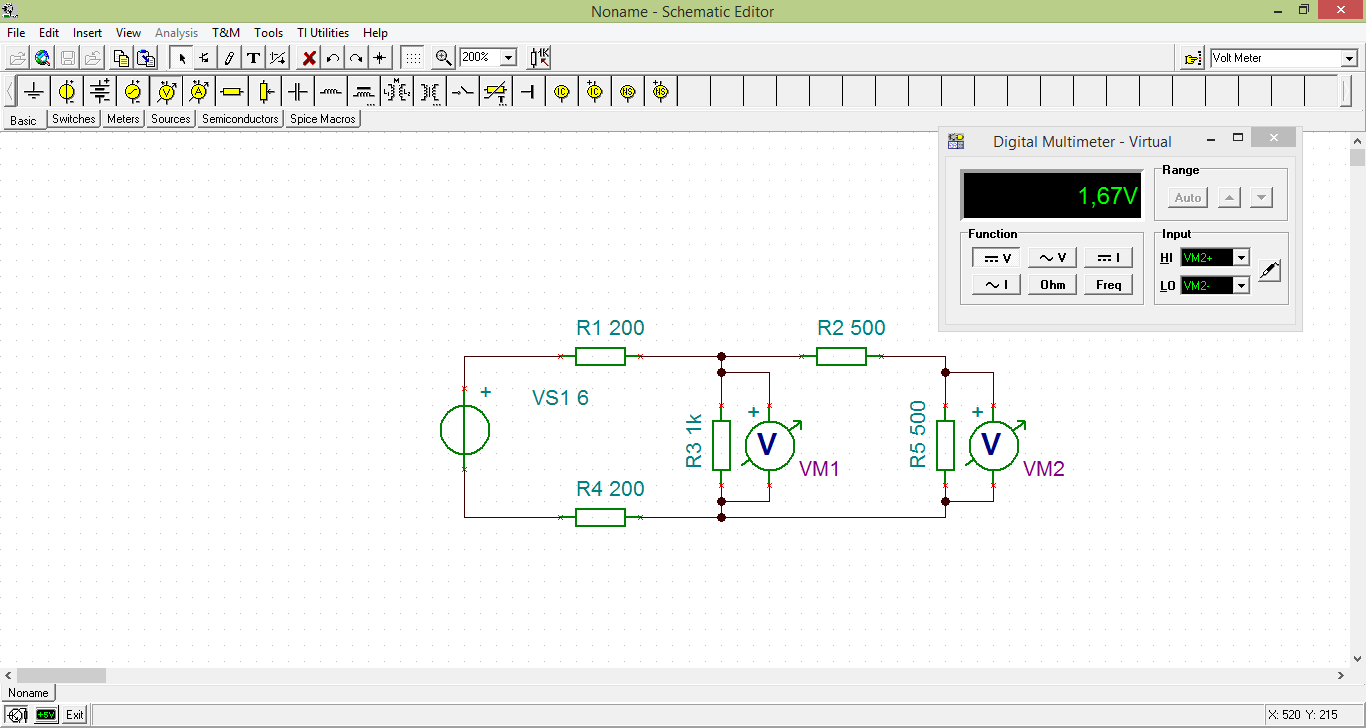 Noname - Schematic Editor
File Edit Insert View Analysis T&M Tools TI Utilities Help
T 200% 1K Volt Meter
Basic Switches Meters Sources Semiconductors Spice Macros
Digital Multimeter - Virtual
1,67V
Range
Auto
Function
V V I
I Ohm Freq
Input
HI VM2+
LO VM2-
R1 200
R2 500
+
VS1 6
R3 1k
+
V
VM1
R5 500
+
V
VM2
R4 200
Noname
+5V Exit
X: 520 Y: 215